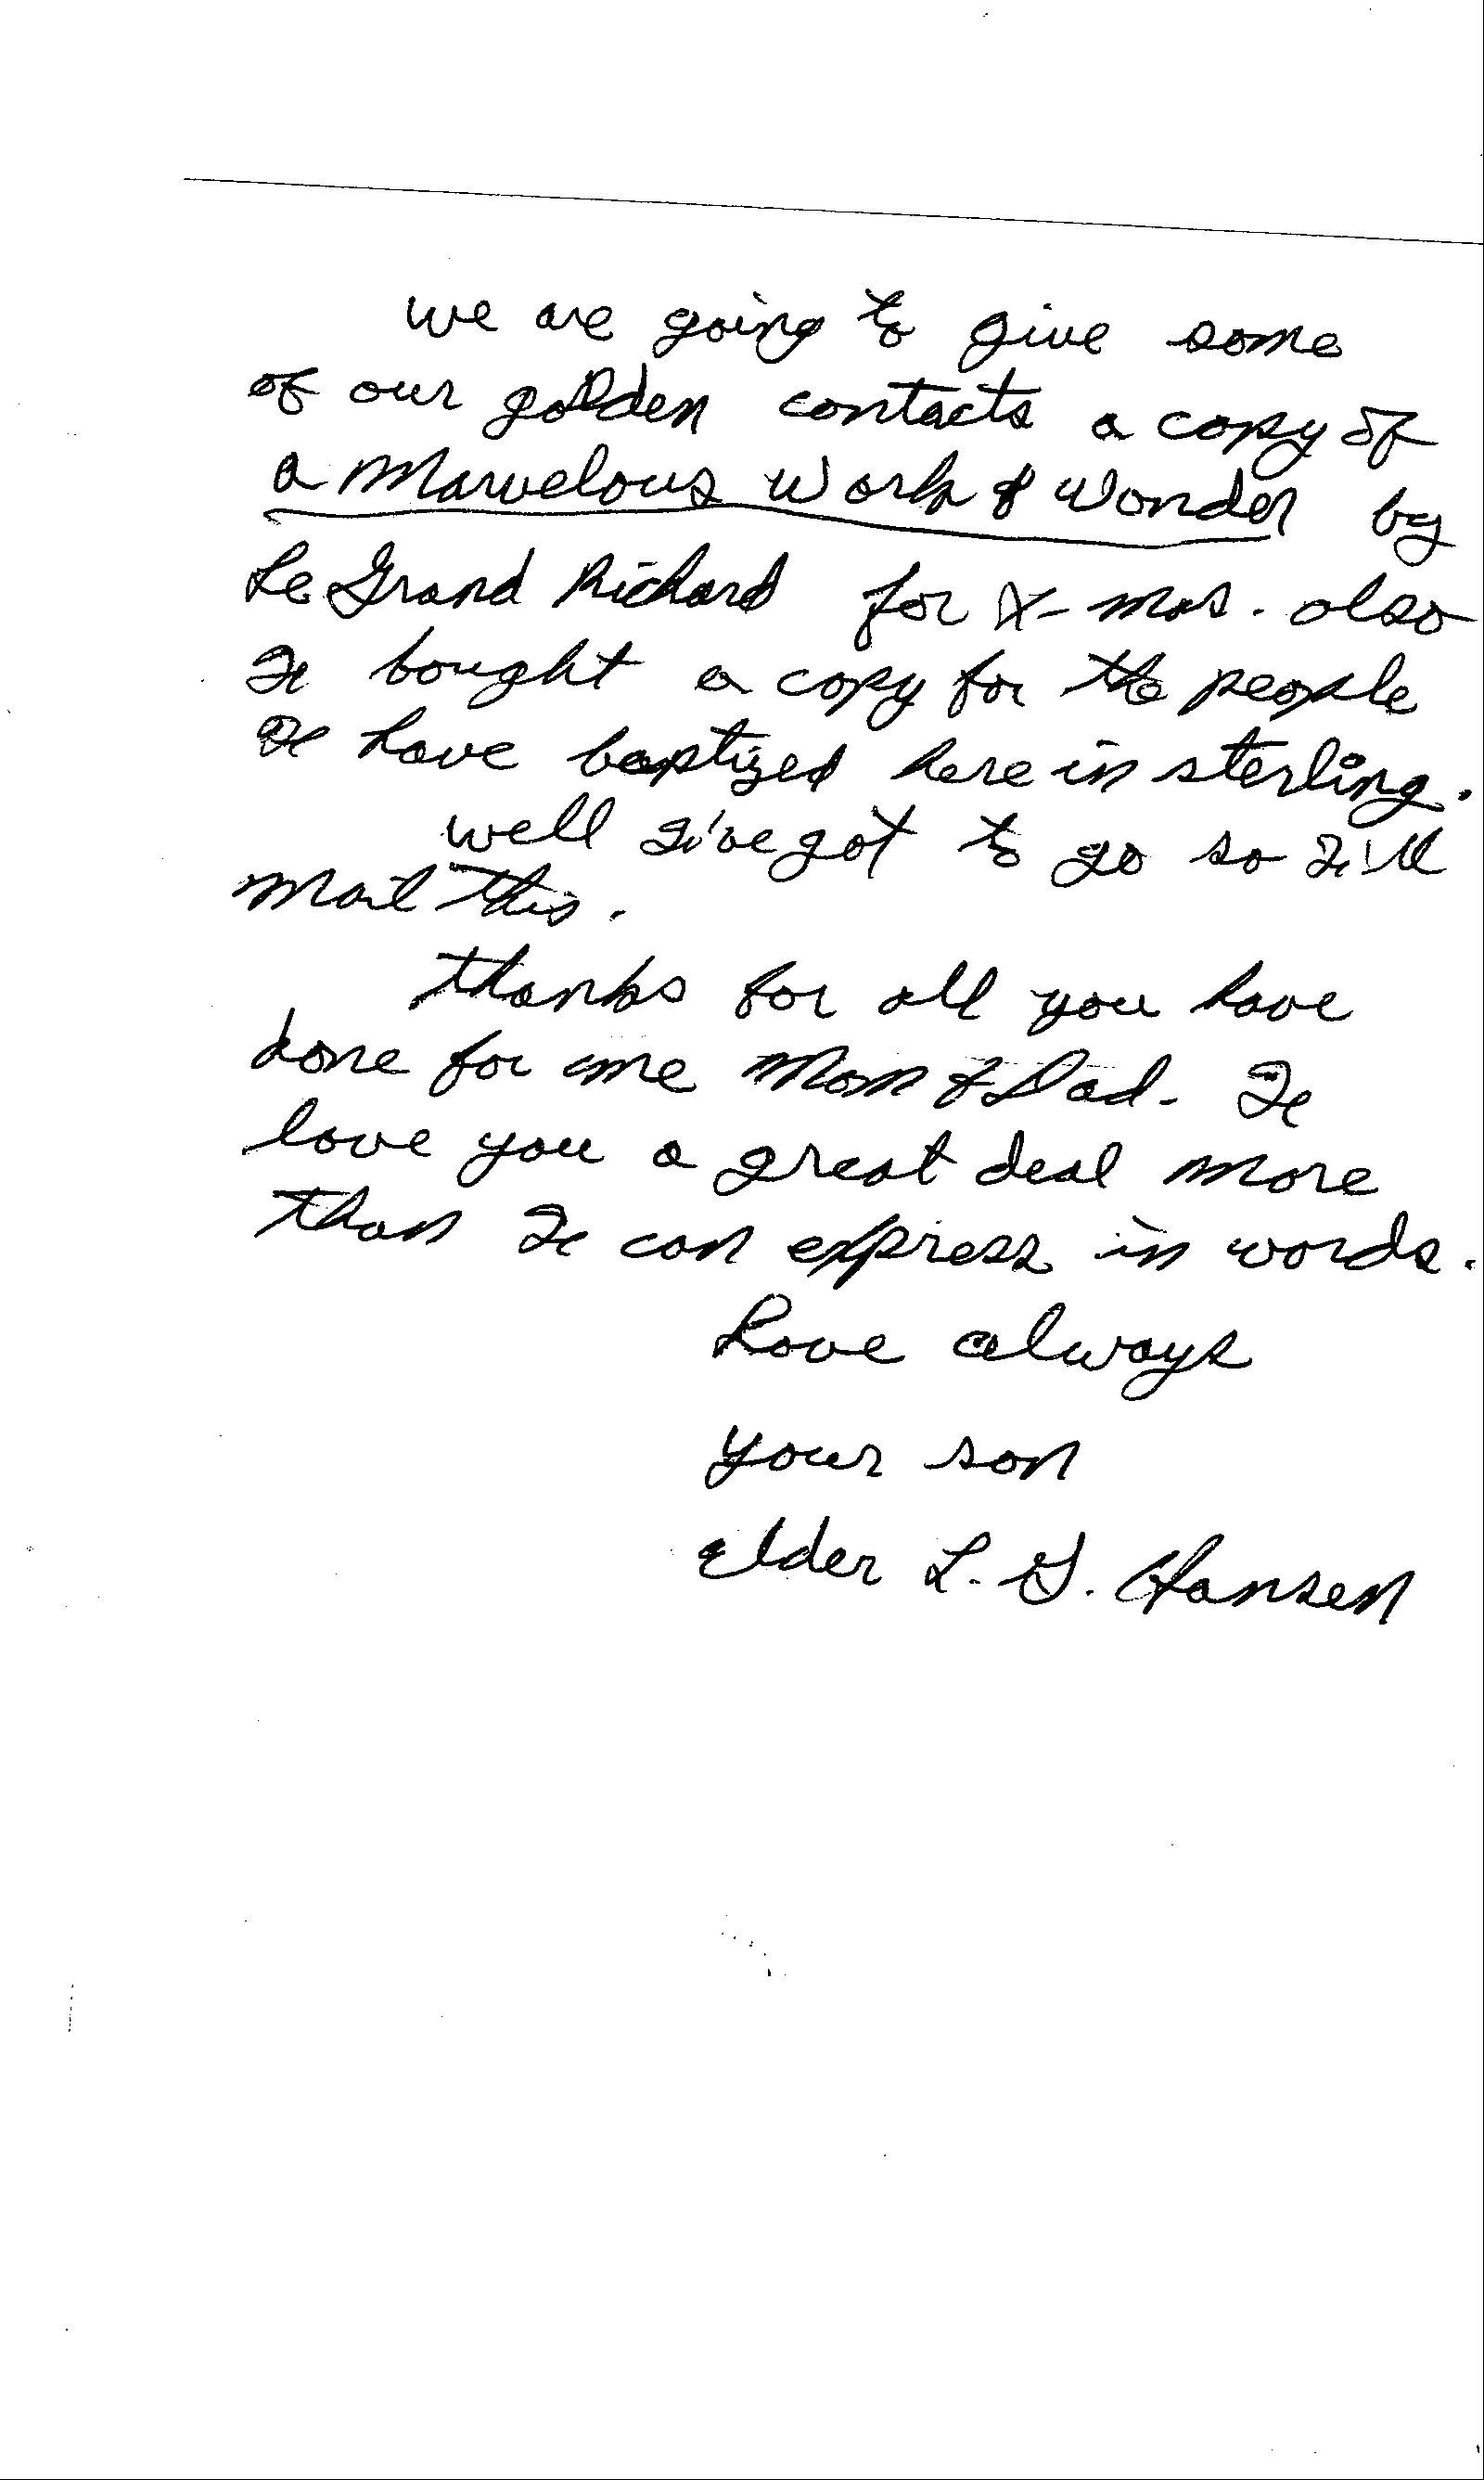 we are going to give some
of our golden contacts a copy of
a Marvelous Work & Wonder by
Le Grand Richard for X-mas. also
I bought a copy for the people
I have baptized here in sterling.
well I've got to go so I'll
mail this.
thanks for all you have
done for me Mom & Dad. I
love you a great deal more
than I can express in words.
Love always
your son
elder L. G. Hansen